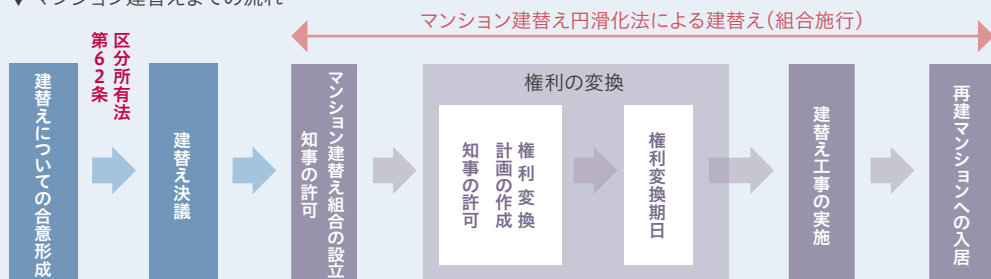 ▼ マンション建替えまでの流れ
マンション建替え円滑化法による建替え(組合施行)
区分所有法
第62条
建替えについての合意形成
建替え決議
マンション建替え組合の設立
知事の許可
権利の変換
権利変換
計画の作成
知事の許可
権利変換期日
建替え工事の実施
再建マンションへの入居